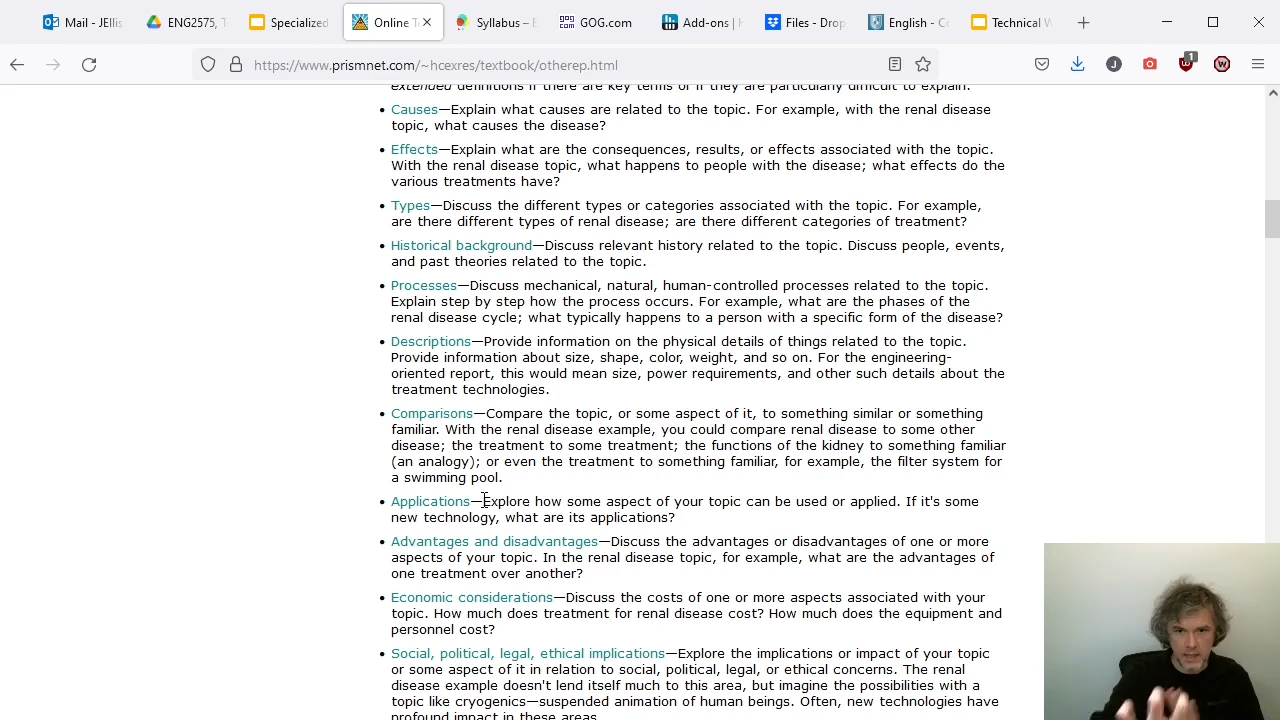 Mail - JEllis
ENG2575, T
Specialized
Online Te
Syllabus – E
GOG COM
GOG.com
Add-ons | H
Files - Drop
English - Co
Technical W
https://www.prismnet.com/~hcexres/textbook/otherep.html
1
extended definitions if there are key terms or if they are particularly difficult to explain.
• Causes—Explain what causes are related to the topic. For example, with the renal disease
topic, what causes the disease?
• Effects—Explain what are the consequences, results, or effects associated with the topic.
With the renal disease topic, what happens to people with the disease; what effects do the
various treatments have?
• Types—Discuss the different types or categories associated with the topic. For example,
are there different types of renal disease; are there different categories of treatment?
• Historical background—Discuss relevant history related to the topic. Discuss people, events,
and past theories related to the topic.
• Processes—Discuss mechanical, natural, human-controlled processes related to the topic.
Explain step by step how the process occurs. For example, what are the phases of the
renal disease cycle; what typically happens to a person with a specific form of the disease?
• Descriptions—Provide information on the physical details of things related to the topic.
Provide information about size, shape, color, weight, and so on. For the engineering-
oriented report, this would mean size, power requirements, and other such details about the
treatment technologies.
• Comparisons—Compare the topic, or some aspect of it, to something similar or something
familiar. With the renal disease example, you could compare renal disease to some other
disease; the treatment to some treatment; the functions of the kidney to something familiar
(an analogy); or even the treatment to something familiar, for example, the filter system for
a swimming pool.
• Applications—Explore how some aspect of your topic can be used or applied. If it's some
new technology, what are its applications?
• Advantages and disadvantages—Discuss the advantages or disadvantages of one or more
aspects of your topic. In the renal disease topic, for example, what are the advantages of
one treatment over another?
• Economic considerations—Discuss the costs of one or more aspects associated with your
topic. How much does treatment for renal disease cost? How much does the equipment and
personnel cost?
• Social, political, legal, ethical implications—Explore the implications or impact of your topic
or some aspect of it in relation to social, political, legal, or ethical concerns. The renal
disease example doesn't lend itself much to this area, but imagine the possibilities with a
topic like cryogenics—suspended animation of human beings. Often, new technologies have
profound impact in these areas.